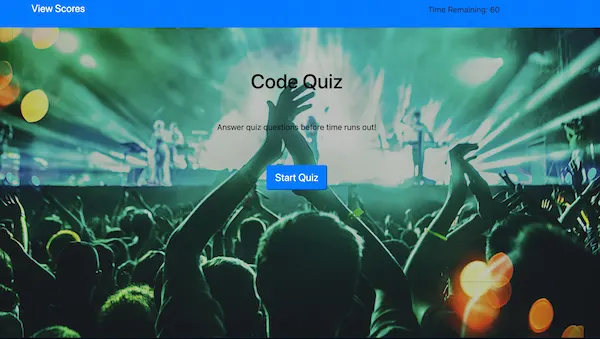 View Scores
Time Remaining: 60
Code Quiz
Answer quiz questions before time runs out!
Start Quiz